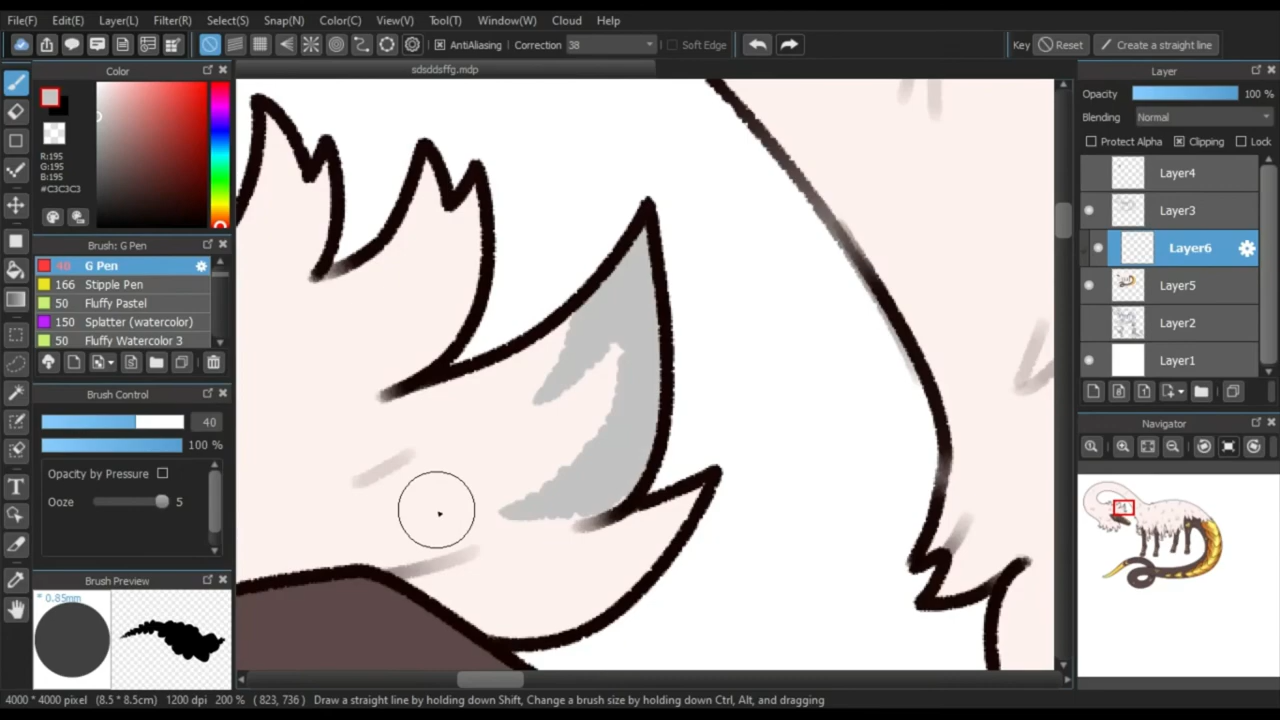 File(F) Edit(E) Layer(L) Filter(R) Select(S) Snap(N) Color(C) View(V) Tool(T) Window(W) Cloud Help
AntiAliasing Correction 38 Soft Edge Key Reset Create a straight line
Color
sdsddsffg.mdp
Layer
R:195
G:195
B:195
#C3C3C3
Opacity 100 %
Blending Normal
Protect Alpha Clipping Lock
Layer4
Layer3
Layer6
Layer5
Layer2
Layer1
Brush: G Pen
40 G Pen
166 Stipple Pen
50 Fluffy Pastel
150 Splatter (watercolor)
50 Fluffy Watercolor 3
Brush Control
40
100 %
Opacity by Pressure
Ooze 5
Navigator
Brush Preview
* 0.85mm
4000 * 4000 pixel (8.5 * 8.5cm) 1200 dpi 200 % ( 823, 736 ) Draw a straight line by holding down Shift, Change a brush size by holding down Ctrl, Alt, and dragging